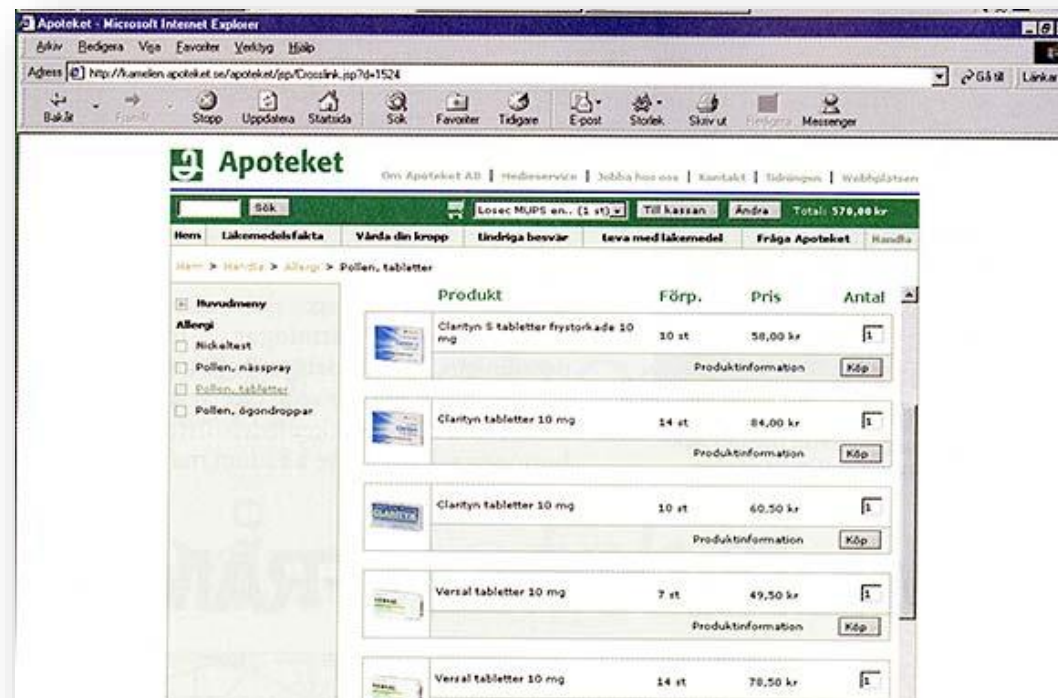 Apoteket - Microsoft Internet Explorer
Arkiv Redigera Visa Favoriter Verktyg Hjälp
Adress http://kamelen.apoteket.se/apoteket/jsp/Crosslink.jsp?d=1524 Gå till Länkar
Bakåt Framåt Stopp Uppdatera Startsida Sök Favoriter Tidigare E-post Storlek Skriv ut Redigera Messenger
Apoteket
Om Apoteket AB | Medieservice | Jobba hos oss | Kontakt | Tidningen | Webbplatsen
Sök Losec MUPS en.. (1 st) Till kassan Ändra Total: 570,00 kr
Hem Läkemedelsfakta Vårda din kropp Lindriga besvär Leva med läkemedel Fråga Apoteket Handla
Hem > Handla > Allergi > Pollen, tabletter
Huvudmeny
Allergi
Nickeltest
Pollen, nässpray
Pollen, tabletter
Pollen, ögondroppar
Produkt Förp. Pris Antal
Clarityn S tabletter frystorkade 10
mg 10 st 58,00 kr 1
Produktinformation Köp
Clarityn tabletter 10 mg 14 st 84,00 kr 1
Produktinformation Köp
CLARITYN
Clarityn tabletter 10 mg 10 st 60,50 kr 1
Produktinformation Köp
VERSAL
Versal tabletter 10 mg 7 st 49,50 kr 1
Produktinformation Köp
VERSAL
Versal tabletter 10 mg 14 st 78,50 kr 1